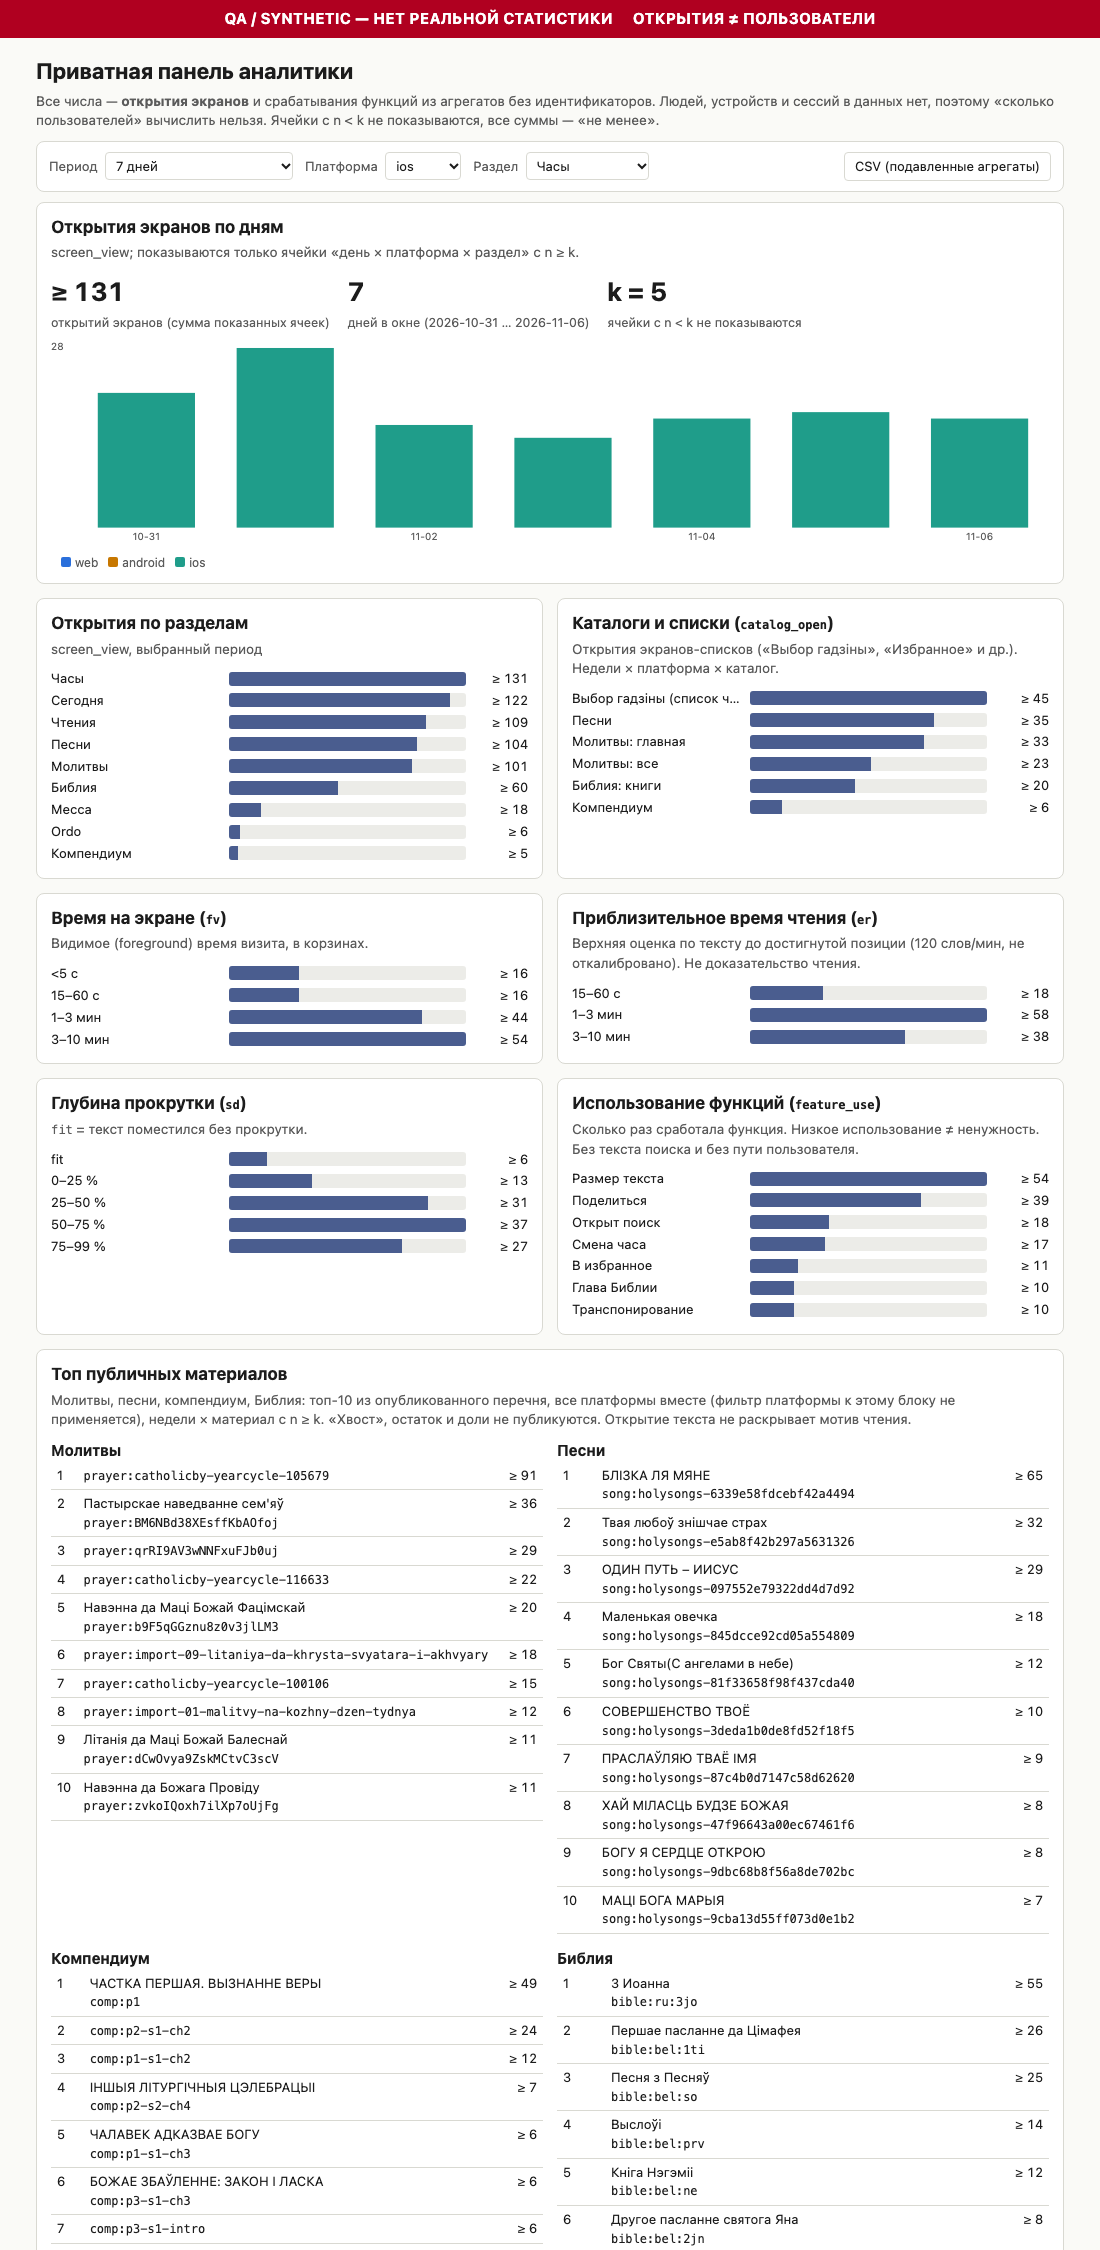 QA / SYNTHETIC — НЕТ РЕАЛЬНОЙ СТАТИСТИКИ ОТКРЫТИЯ ≠ ПОЛЬЗОВАТЕЛИ
Приватная панель аналитики
Все числа — открытия экранов и срабатывания функций из агрегатов без идентификаторов. Людей, устройств и сессий в данных нет, поэтому «сколько
пользователей» вычислить нельзя. Ячейки с n < k не показываются, все суммы — «не менее».
Период 7 дней Платформа ios Раздел Часы CSV (подавленные агрегаты)
Открытия экранов по дням
screen_view; показываются только ячейки «день × платформа × раздел» с n ≥ k.
≥ 131 7 k = 5
открытий экранов (сумма показанных ячеек) дней в окне (2026-10-31 … 2026-11-06) ячейки с n < k не показываются
28
10-31 11-02 11-04 11-06
web android ios
Открытия по разделам
screen_view, выбранный период
Часы ≥ 131
Сегодня ≥ 122
Чтения ≥ 109
Песни ≥ 104
Молитвы ≥ 101
Библия ≥ 60
Месса ≥ 18
Ordo ≥ 6
Компендиум ≥ 5
Каталоги и списки (catalog_open)
Открытия экранов-списков («Выбор гадзіны», «Избранное» и др.).
Недели × платформа × каталог.
Выбор гадзіны (список ч… ≥ 45
Песни ≥ 35
Молитвы: главная ≥ 33
Молитвы: все ≥ 23
Библия: книги ≥ 20
Компендиум ≥ 6
Время на экране (fv)
Видимое (foreground) время визита, в корзинах.
<5 с ≥ 16
15–60 с ≥ 16
1–3 мин ≥ 44
3–10 мин ≥ 54
Приблизительное время чтения (er)
Верхняя оценка по тексту до достигнутой позиции (120 слов/мин, не
откалибровано). Не доказательство чтения.
15–60 с ≥ 18
1–3 мин ≥ 58
3–10 мин ≥ 38
Глубина прокрутки (sd)
fit = текст поместился без прокрутки.
fit ≥ 6
0–25 % ≥ 13
25–50 % ≥ 31
50–75 % ≥ 37
75–99 % ≥ 27
Использование функций (feature_use)
Сколько раз сработала функция. Низкое использование ≠ ненужность.
Без текста поиска и без пути пользователя.
Размер текста ≥ 54
Поделиться ≥ 39
Открыт поиск ≥ 18
Смена часа ≥ 17
В избранное ≥ 11
Глава Библии ≥ 10
Транспонирование ≥ 10
Топ публичных материалов
Молитвы, песни, компендиум, Библия: топ-10 из опубликованного перечня, все платформы вместе (фильтр платформы к этому блоку не
применяется), недели × материал с n ≥ k. «Хвост», остаток и доли не публикуются. Открытие текста не раскрывает мотив чтения.
Молитвы
1 prayer:catholicby-yearcycle-105679 ≥ 91
2 Пастырскае наведванне сем'яў ≥ 36
prayer:BM6NBd38XEsffKbAOfoj
3 prayer:qrRI9AV3wNNFxuFJb0uj ≥ 29
4 prayer:catholicby-yearcycle-116633 ≥ 22
5 Навэнна да Маці Божай Фацімскай ≥ 20
prayer:b9F5qGGznu8z0v3jlLM3
6 prayer:import-09-litaniya-da-khrysta-svyatara-i-akhvyary ≥ 18
7 prayer:catholicby-yearcycle-100106 ≥ 15
8 prayer:import-01-malitvy-na-kozhny-dzen-tydnya ≥ 12
9 Літанія да Маці Божай Балеснай ≥ 11
prayer:dCwOvya9ZskMCtvC3scV
10 Навэнна да Божага Провіду ≥ 11
prayer:zvkoIQoxh7ilXp7oUjFg
Песни
1 БЛІЗКА ЛЯ МЯНЕ ≥ 65
song:holysongs-6339e58fdcebf42a4494
2 Твая любоў знішчае страх ≥ 32
song:holysongs-e5ab8f42b297a5631326
3 ОДИН ПУТЬ – ИИСУС ≥ 29
song:holysongs-097552e79322dd4d7d92
4 Маленькая овечка ≥ 18
song:holysongs-845dcce92cd05a554809
5 Бог Святы(С ангелами в небе) ≥ 12
song:holysongs-81f33658f98f437cda40
6 СОВЕРШЕНСТВО ТВОЁ ≥ 10
song:holysongs-3deda1b0de8fd52f18f5
7 ПРАСЛАЎЛЯЮ ТВАЁ ІМЯ ≥ 9
song:holysongs-87c4b0d7147c58d62620
8 ХАЙ МІЛАСЦЬ БУДЗЕ БОЖАЯ ≥ 8
song:holysongs-47f96643a00ec67461f6
9 БОГУ Я СЕРДЦЕ ОТКРОЮ ≥ 8
song:holysongs-9dbc68b8f56a8de702bc
10 МАЦІ БОГА МАРЫЯ ≥ 7
song:holysongs-9cba13d55ff073d0e1b2
Компендиум
1 ЧАСТКА ПЕРШАЯ. ВЫЗНАННЕ ВЕРЫ ≥ 49
comp:p1
2 comp:p2-s1-ch2 ≥ 24
3 comp:p1-s1-ch2 ≥ 12
4 ІНШЫЯ ЛІТУРГІЧНЫЯ ЦЭЛЕБРАЦЫІ ≥ 7
comp:p2-s2-ch4
5 ЧАЛАВЕК АДКАЗВАЕ БОГУ ≥ 6
comp:p1-s1-ch3
6 БОЖАЕ ЗБАЎЛЕННЕ: ЗАКОН І ЛАСКА ≥ 6
comp:p3-s1-ch3
7 comp:p3-s1-intro ≥ 6
Библия
1 3 Иоанна ≥ 55
bible:ru:3jo
2 Першае пасланне да Цімафея ≥ 26
bible:bel:1ti
3 Песня з Песняў ≥ 25
bible:bel:so
4 Выслоўі ≥ 14
bible:bel:prv
5 Кніга Нэгэміі ≥ 12
bible:bel:ne
6 Другое пасланне святога Яна ≥ 8
bible:bel:2jn